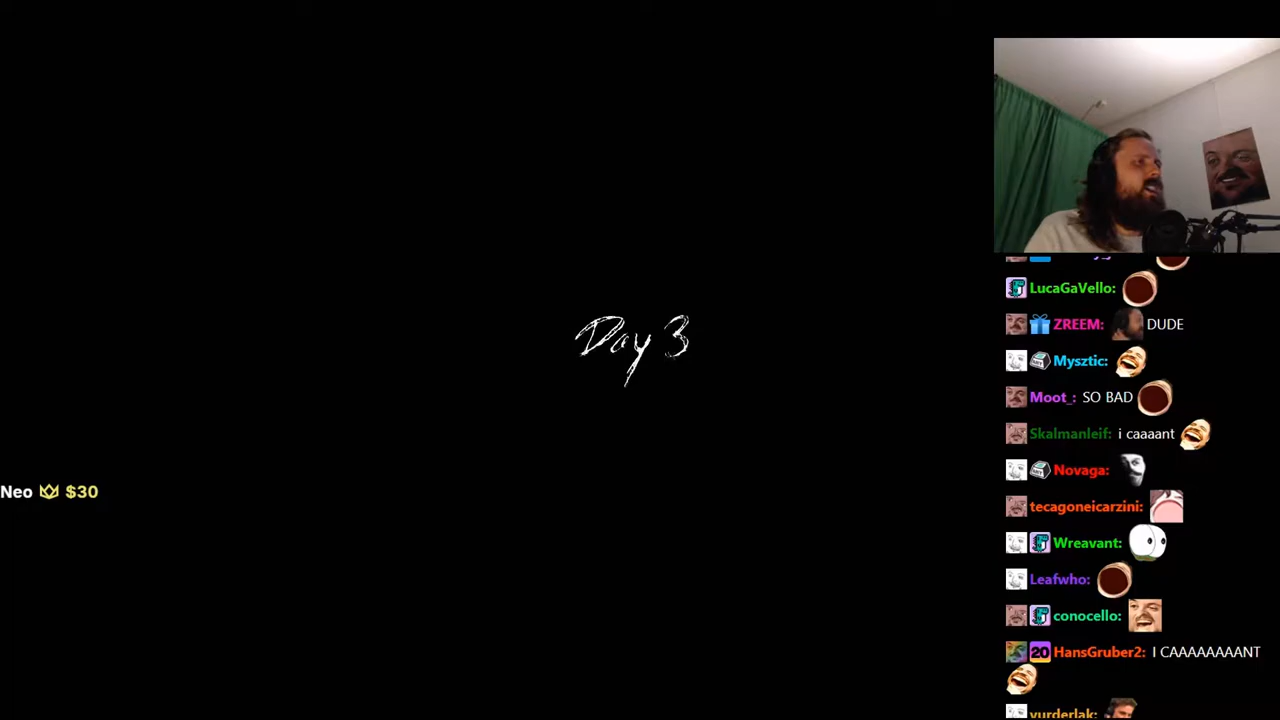 Day 3
Neo $30
LucaGaVello:
ZREEM: DUDE
Mysztic:
Moot_: SO BAD
Skalmanleif: i caaaant
Novaga:
tecagoneicarzini:
Wreavant:
Leafwho:
conocello:
20 HansGruber2: I CAAAAAAAANT
vurderlak: